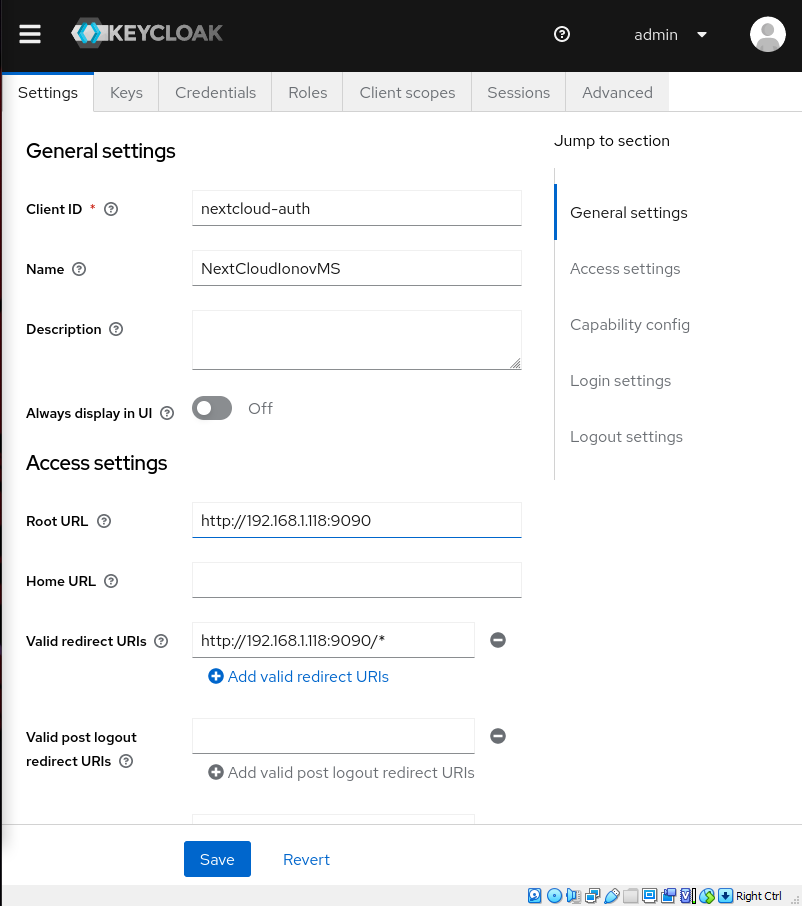 KEYCLOAK
admin
Settings
Keys
Credentials
Roles
Client scopes
Sessions
Advanced
General settings
Client ID *
nextcloud-auth
Name
NextCloudIonovMS
Description
Always display in UI
Off
Access settings
Root URL
http://192.168.1.118:9090
Home URL
Valid redirect URIs
http://192.168.1.118:9090/*
Add valid redirect URIs
Valid post logout
redirect URIs
Add valid post logout redirect URIs
Save
Revert
Jump to section
General settings
Access settings
Capability config
Login settings
Logout settings
Right Ctrl